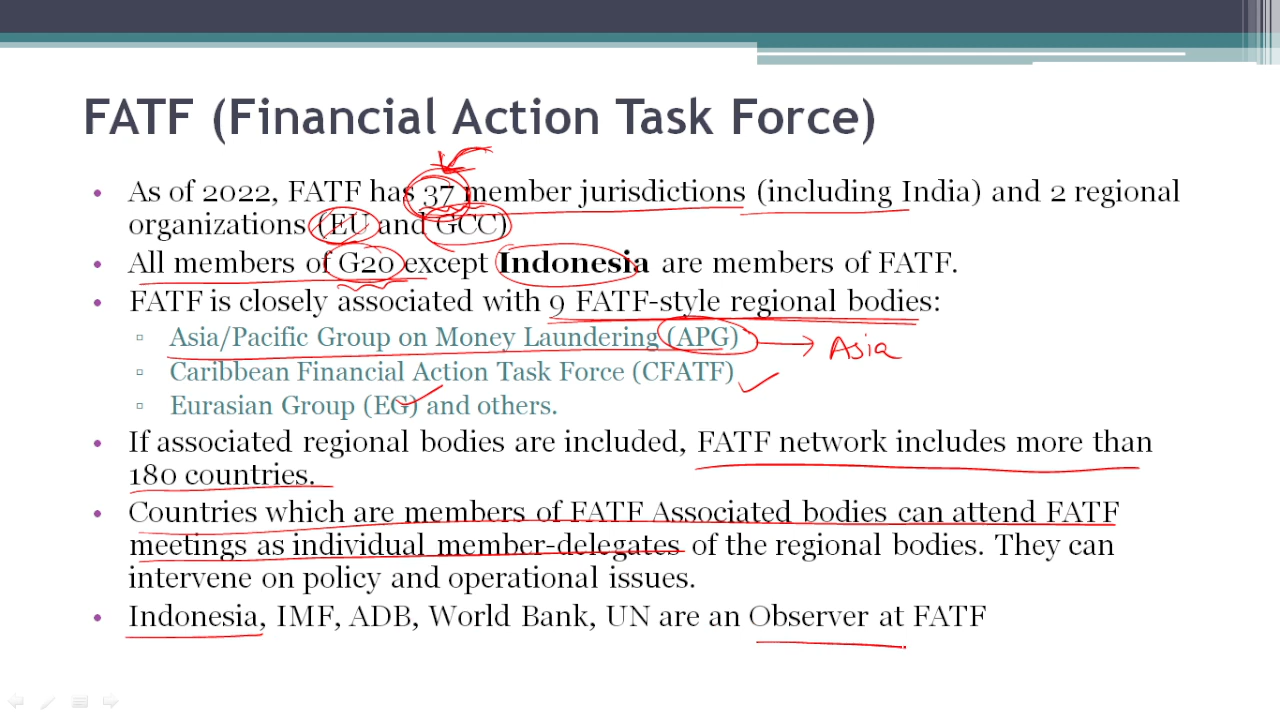 FATF (Financial Action Task Force)
• As of 2022, FATF has 37 member jurisdictions (including India) and 2 regional
organizations (EU and GCC)
• All members of G20 except Indonesia are members of FATF.
• FATF is closely associated with 9 FATF-style regional bodies:
▫ Asia/Pacific Group on Money Laundering (APG) → Asia
▫ Caribbean Financial Action Task Force (CFATF)
▫ Eurasian Group (EG) and others.
• If associated regional bodies are included, FATF network includes more than
180 countries.
• Countries which are members of FATF Associated bodies can attend FATF
meetings as individual member-delegates of the regional bodies. They can
intervene on policy and operational issues.
• Indonesia, IMF, ADB, World Bank, UN are an Observer at FATF